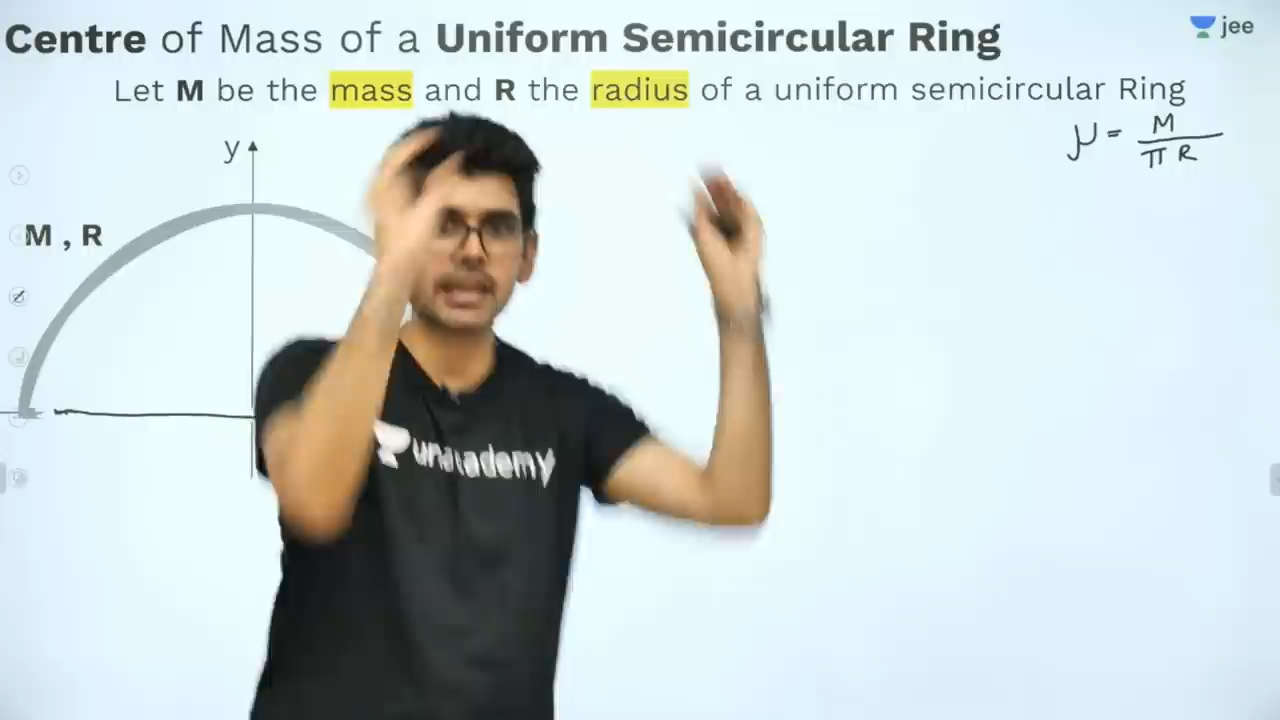 Centre of Mass of a Uniform Semicircular Ring
jee
Let M be the mass and R the radius of a uniform semicircular Ring
μ = M / π R
y
M , R
unacademy